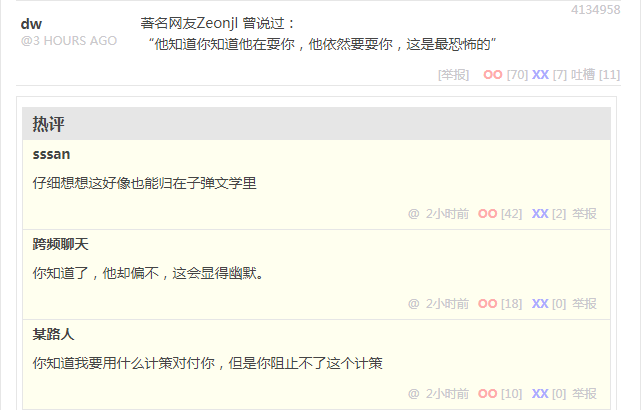 4134958
dw
@3 HOURS AGO
著名网友Zeonjl 曾说过：
“他知道你知道他在耍你，他依然要耍你，这是最恐怖的”
[举报] OO [70] XX [7] 吐槽 [11]
热评
sssan
仔细想想这好像也能归在子弹文学里
@ 2小时前 OO [42] XX [2] 举报
跨频聊天
你知道了，他却偏不，这会显得幽默。
@ 2小时前 OO [18] XX [0] 举报
某路人
你知道我要用什么计策对付你，但是你阻止不了这个计策
@ 2小时前 OO [10] XX [0] 举报